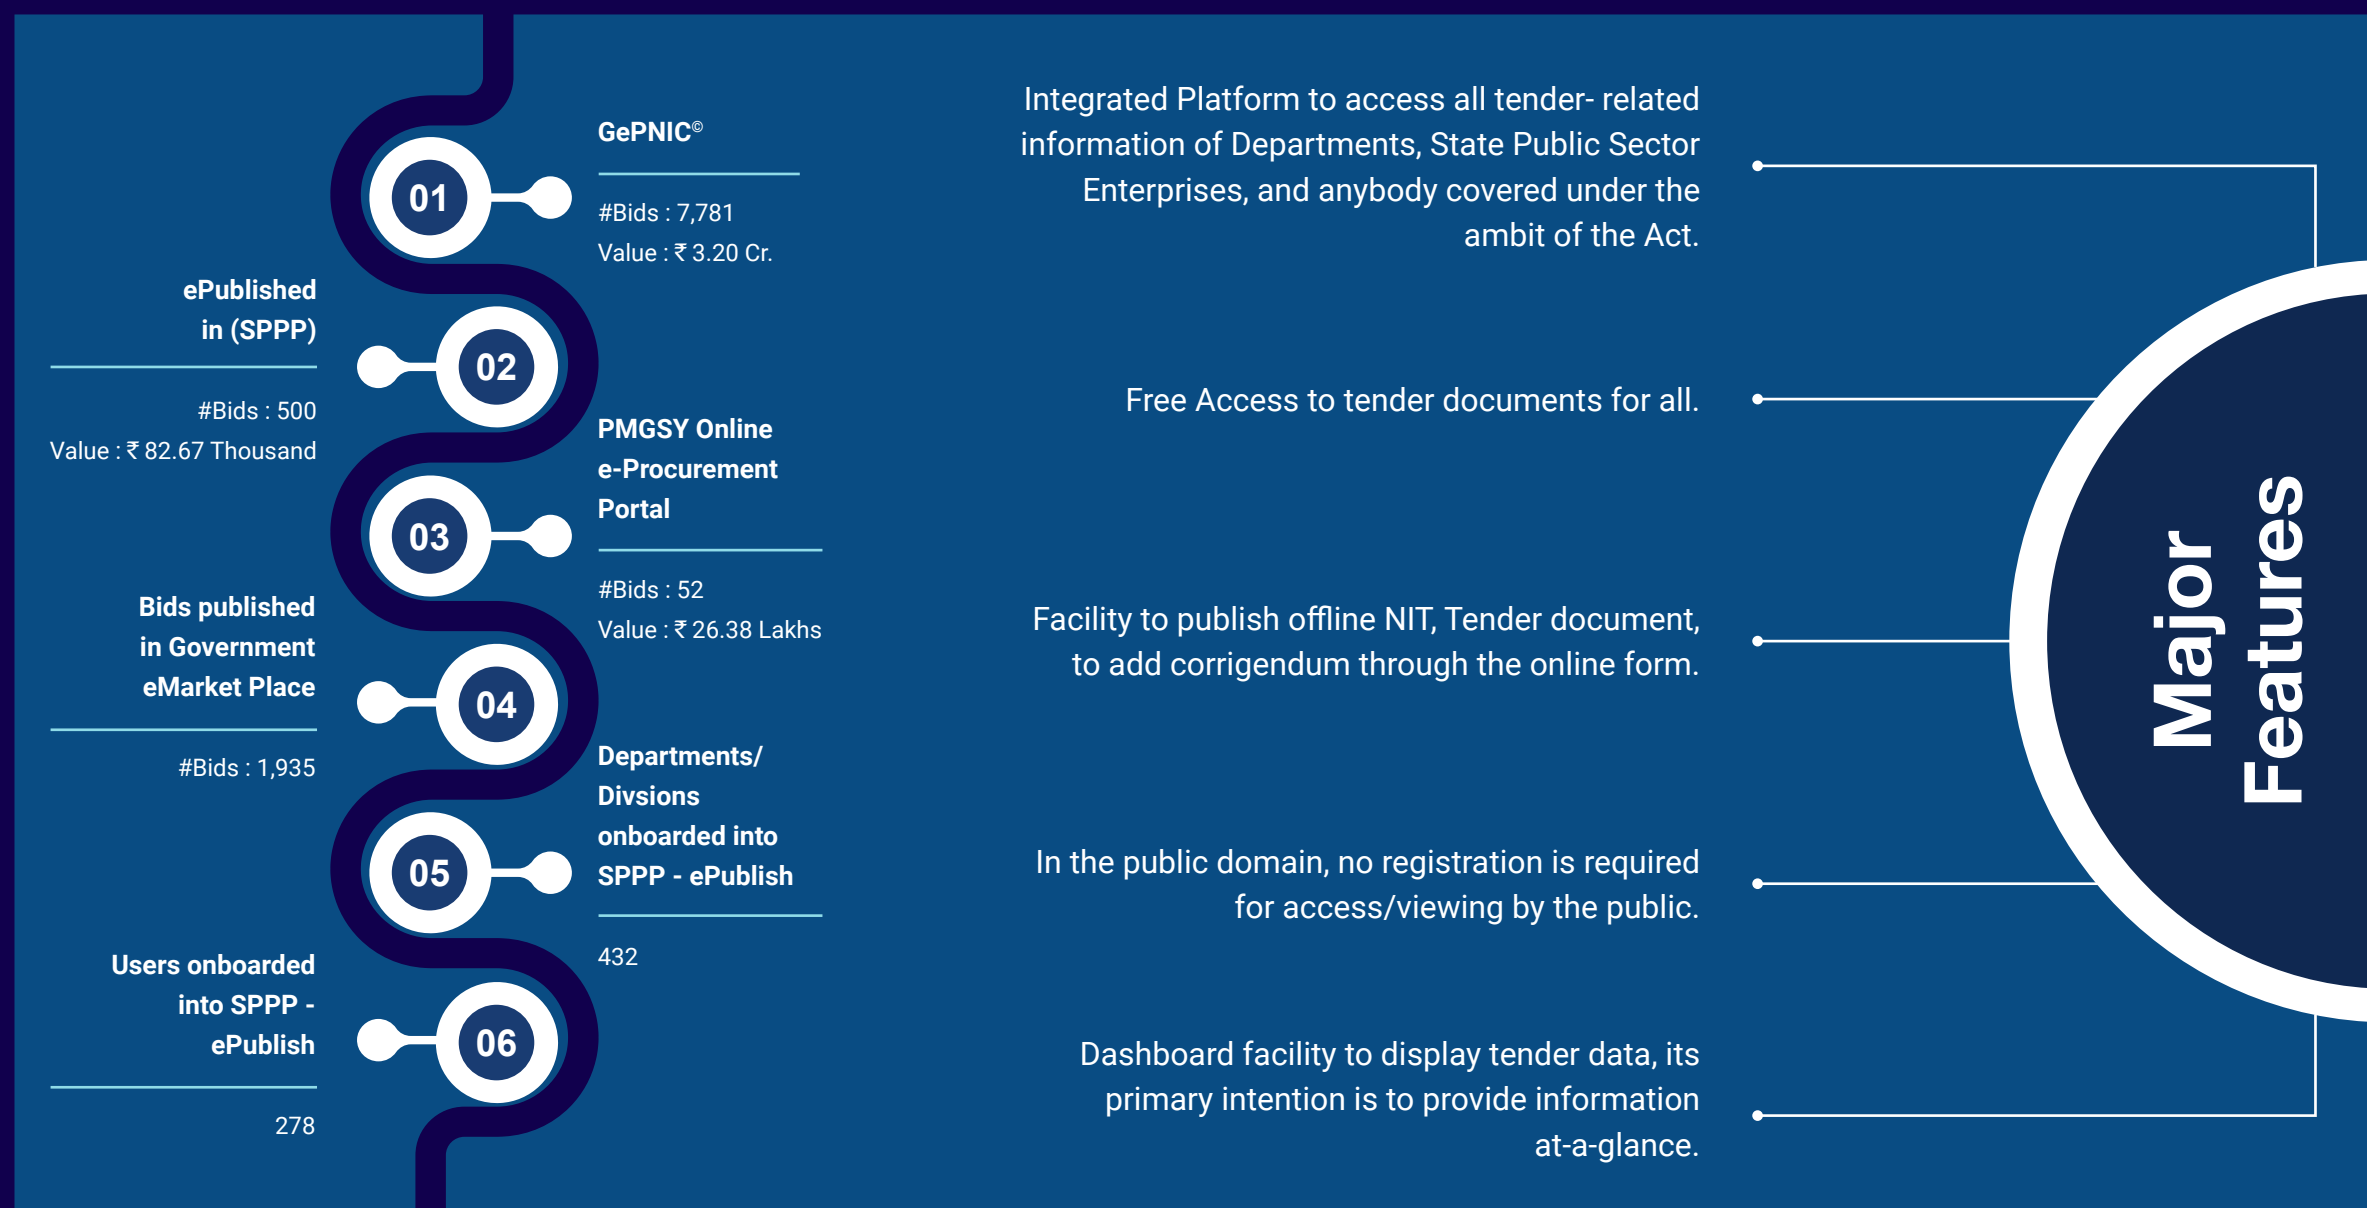 01
GePNIC©
#Bids : 7,781
Value : ₹ 3.20 Cr.
02
ePublished
in (SPPP)
#Bids : 500
Value : ₹ 82.67 Thousand
03
PMGSY Online
e-Procurement
Portal
#Bids : 52
Value : ₹ 26.38 Lakhs
04
Bids published
in Government
eMarket Place
#Bids : 1,935
05
Departments/
Divsions
onboarded into
SPPP - ePublish
432
06
Users onboarded
into SPPP -
ePublish
278
Major
Features
Integrated Platform to access all tender- related
information of Departments, State Public Sector
Enterprises, and anybody covered under the
ambit of the Act.
Free Access to tender documents for all.
Facility to publish offline NIT, Tender document,
to add corrigendum through the online form.
In the public domain, no registration is required
for access/viewing by the public.
Dashboard facility to display tender data, its
primary intention is to provide information
at-a-glance.